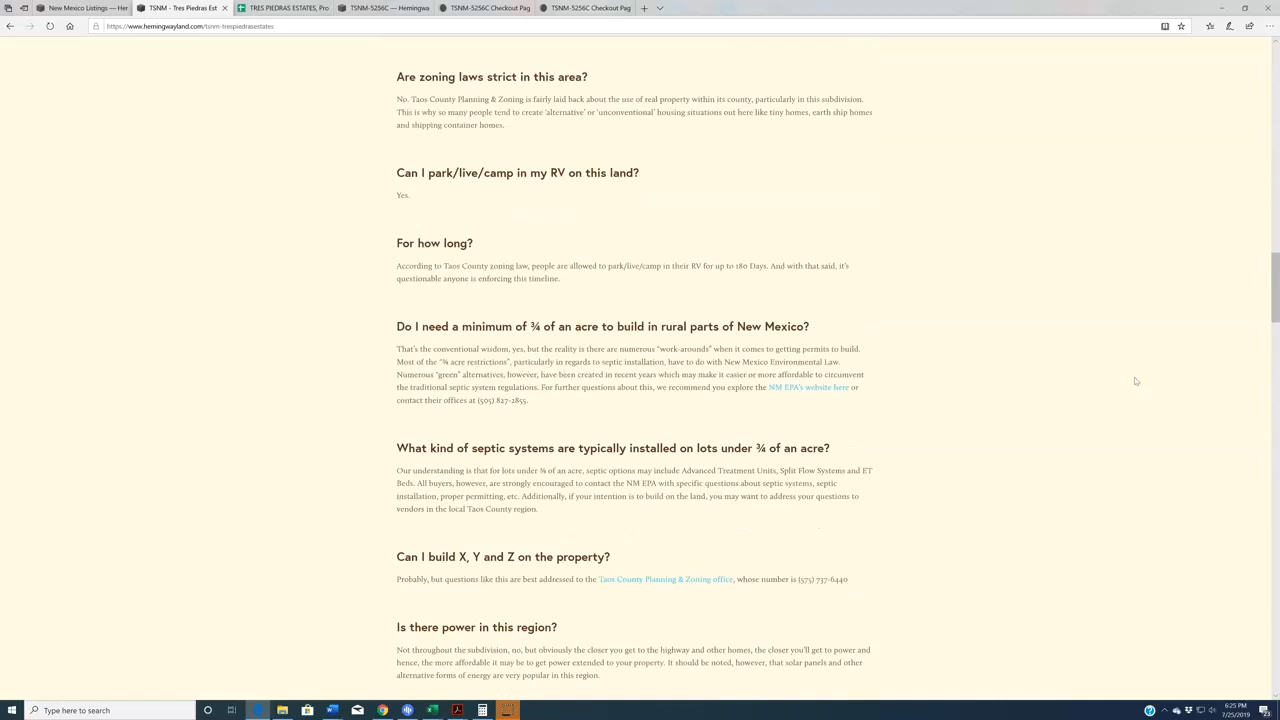 New Mexico Listings — Her
TSNM - Tres Piedras Est
TRES PIEDRAS ESTATES, Pro
TSNM-5256C — Hemingwa
TSNM-5256C Checkout Pag
TSNM-5256C Checkout Pag
https://www.hemingwayland.com/tsnm-trespiedrasestates
Are zoning laws strict in this area?
No. Taos County Planning & Zoning is fairly laid back about the use of real property within its county, particularly in this subdivision.
This is why so many people tend to create 'alternative' or 'unconventional' housing situations out here like tiny homes, earth ship homes
and shipping container homes.
Can I park/live/camp in my RV on this land?
Yes.
For how long?
According to Taos County zoning law, people are allowed to park/live/camp in their RV for up to 180 Days. And with that said, it's
questionable anyone is enforcing this timeline.
Do I need a minimum of ¾ of an acre to build in rural parts of New Mexico?
That's the conventional wisdom, yes, but the reality is there are numerous "work-arounds" when it comes to getting permits to build.
Most of the "¾ acre restrictions", particularly in regards to septic installation, have to do with New Mexico Environmental Law.
Numerous "green" alternatives, however, have been created in recent years which may make it easier or more affordable to circumvent
the traditional septic system regulations. For further questions about this, we recommend you explore the NM EPA's website here or
contact their offices at (505) 827-2855.
What kind of septic systems are typically installed on lots under ¾ of an acre?
Our understanding is that for lots under ¾ of an acre, septic options may include Advanced Treatment Units, Split Flow Systems and ET
Beds. All buyers, however, are strongly encouraged to contact the NM EPA with specific questions about septic systems, septic
installation, proper permitting, etc. Additionally, if your intention is to build on the land, you may want to address your questions to
vendors in the local Taos County region.
Can I build X, Y and Z on the property?
Probably, but questions like this are best addressed to the Taos County Planning & Zoning office, whose number is (575) 737-6440
Is there power in this region?
Not throughout the subdivision, no, but obviously the closer you get to the highway and other homes, the closer you'll get to power and
hence, the more affordable it may be to get power extended to your property. It should be noted, however, that solar panels and other
alternative forms of energy are very popular in this region.
Type here to search
6:25 PM
7/25/2019
23